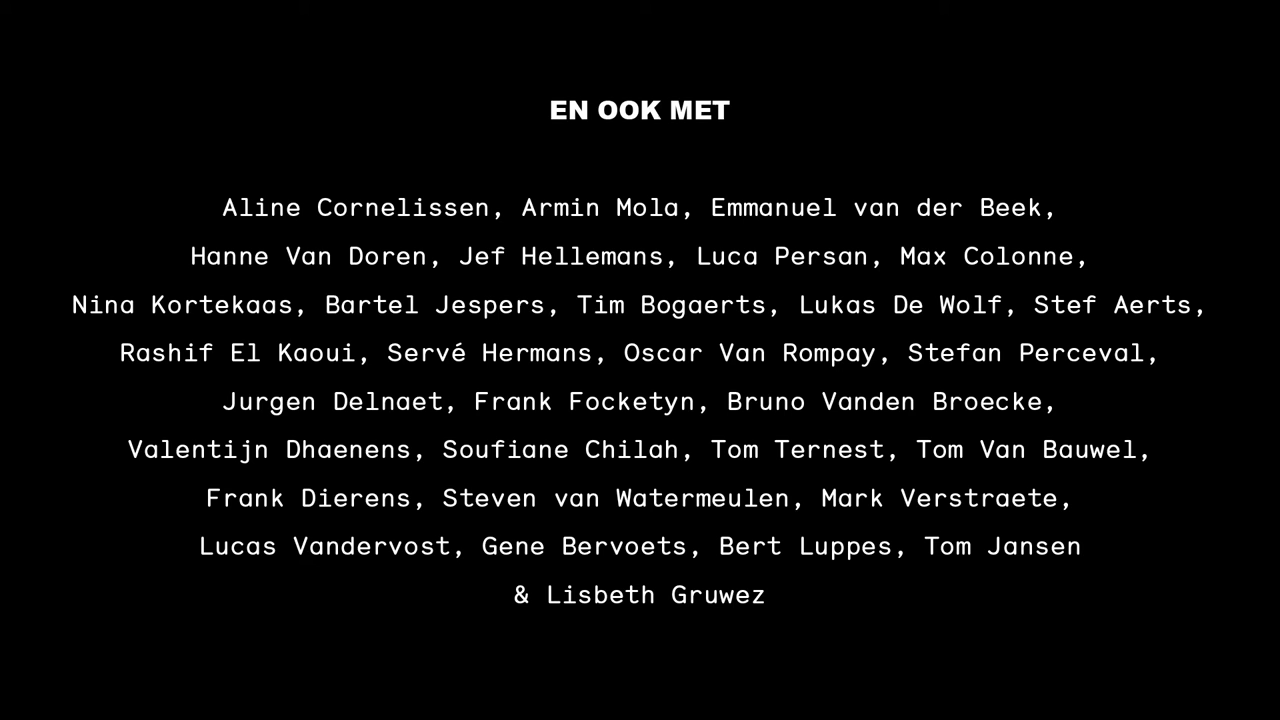 EN OOK MET
Aline Cornelissen, Armin Mola, Emmanuel van der Beek,
Hanne Van Doren, Jef Hellemans, Luca Persan, Max Colonne,
Nina Kortekaas, Bartel Jespers, Tim Bogaerts, Lukas De Wolf, Stef Aerts,
Rashif El Kaoui, Servé Hermans, Oscar Van Rompay, Stefan Perceval,
Jurgen Delnaet, Frank Focketyn, Bruno Vanden Broecke,
Valentijn Dhaenens, Soufiane Chilah, Tom Ternest, Tom Van Bauwel,
Frank Dierens, Steven van Watermeulen, Mark Verstraete,
Lucas Vandervost, Gene Bervoets, Bert Luppes, Tom Jansen
& Lisbeth Gruwez